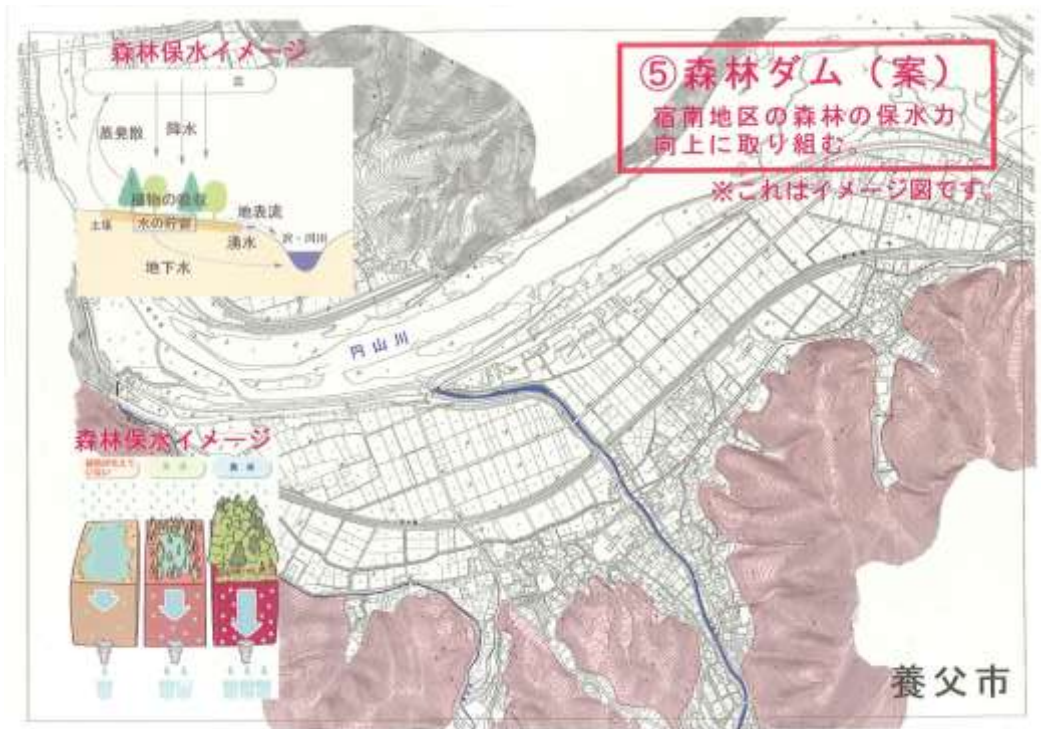 森林保水イメージ
雲
蒸発散
降水
植物の吸収
土壌
水の貯留
地表流
湧水
沢・河川
地下水
⑤森林ダム（案）
宿南地区の森林の保水力
向上に取り組む。
※これはイメージ図です。
円山川
森林保水イメージ
森林
養父市